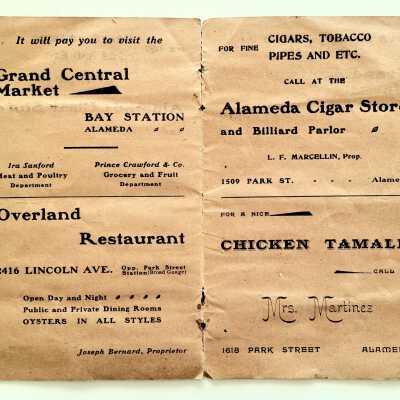 It will pay you to visit the
Grand Central
Market
BAY STATION
ALAMEDA
Ira Sanford
Meat and Poultry
Department
Prince Crawford & Co.
Grocery and Fruit
Department
Overland
Restaurant
2416 LINCOLN AVE. Opp. Park Street
Station (Broad Gauge)
Open Day and Night
Public and Private Dining Rooms
OYSTERS IN ALL STYLES
Joseph Bernard, Proprietor
FOR FINE CIGARS, TOBACCO
PIPES AND ETC.
CALL AT THE
Alameda Cigar Store
and Billiard Parlor
L. F. MARCELLIN, Prop.
1509 PARK ST. Alame
FOR A NICE
CHICKEN TAMALE
CALL
Mrs. Martinez
1618 PARK STREET ALAME